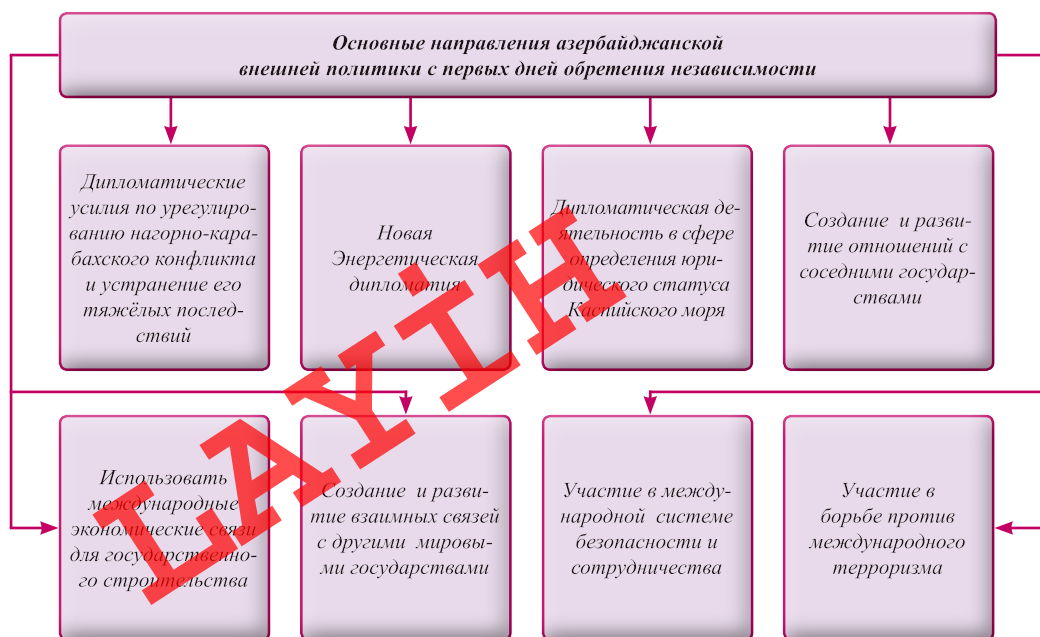 Основные направления азербайджанской
внешней политики с первых дней обретения независимости
Дипломатические
усилия по урегулиро-
ванию нагорно-кара-
бахского конфликта
и устранение его
тяжёлых послед-
ствий
Новая
Энергетическая
дипломатия
Дипломатическая де-
ятельность в сфере
определения юри-
дического статуса
Каспийского моря
Создание и разви-
тие отношений с
соседними государ-
ствами
Использовать
международные
экономические связи
для государственно-
го строительства
Создание и разви-
тие взаимных связей
с другими мировы-
ми государствами
Участие в между-
народной системе
безопасности и
сотрудничества
Участие в
борьбе против
международного
терроризма
LAYİH